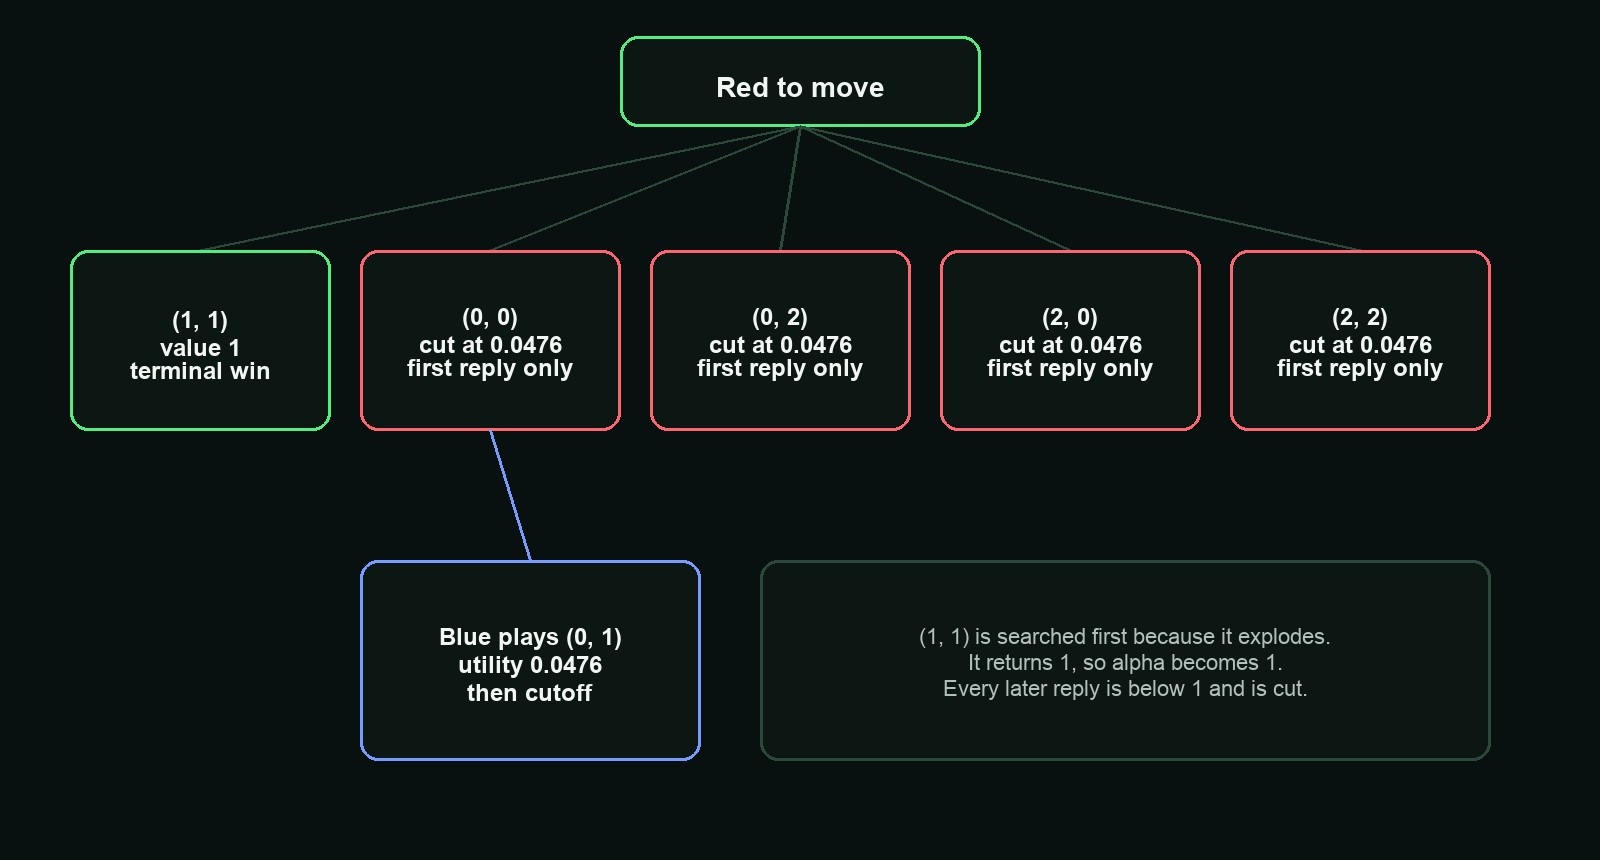 Red to move
(1, 1)
value 1
terminal win
(0, 0)
cut at 0.0476
first reply only
(0, 2)
cut at 0.0476
first reply only
(2, 0)
cut at 0.0476
first reply only
(2, 2)
cut at 0.0476
first reply only
Blue plays (0, 1)
utility 0.0476
then cutoff
(1, 1) is searched first because it explodes.
It returns 1, so alpha becomes 1.
Every later reply is below 1 and is cut.